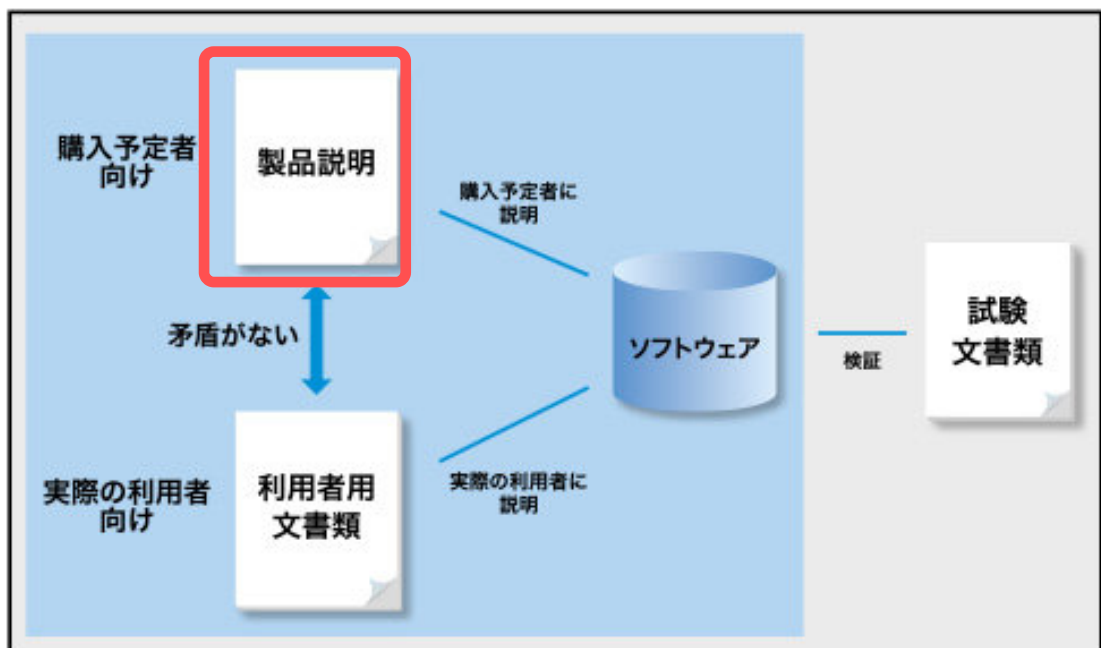 購入予定者
向け
製品説明
購入予定者に
説明
矛盾がない
ソフトウェア
検証
試験
文書類
実際の利用者
向け
利用者用
文書類
実際の利用者に
説明